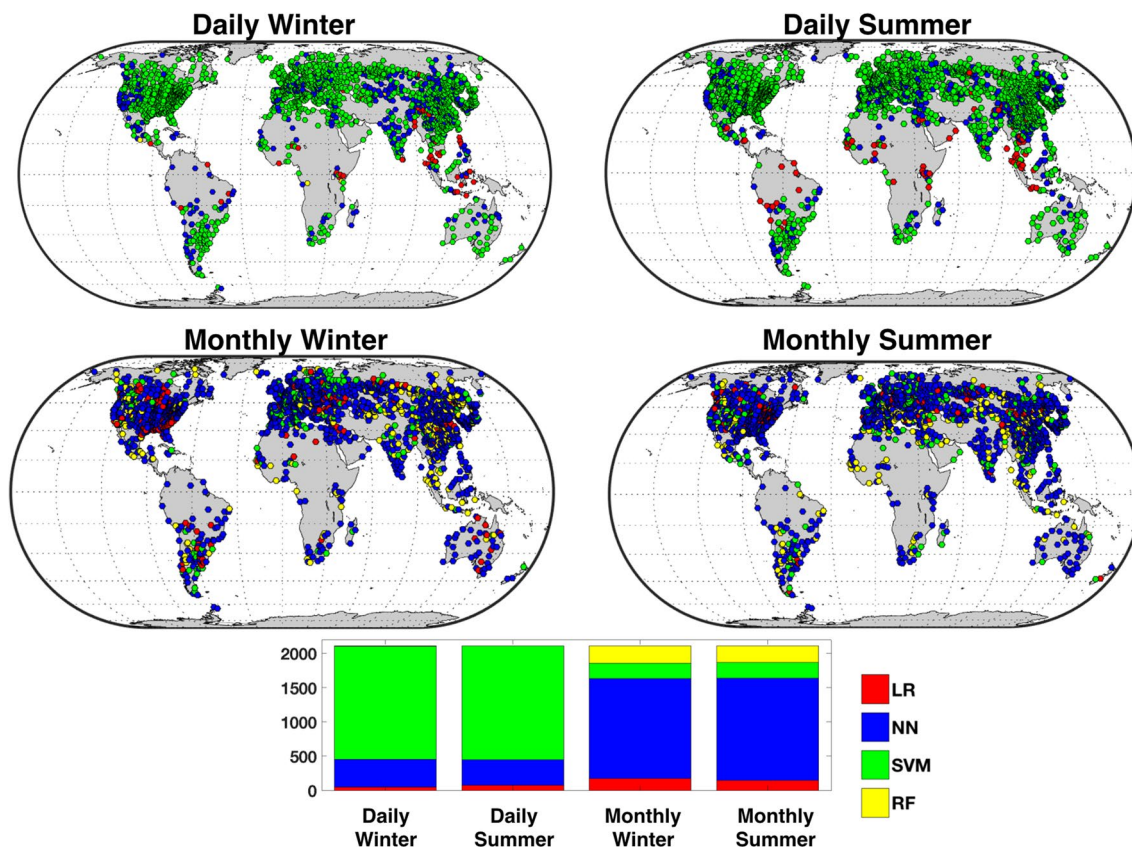 Daily Winter
Daily Summer
Monthly Winter
Monthly Summer
2000
1500
1000
500
0
Daily
Winter
Daily
Summer
Monthly
Winter
Monthly
Summer
LR
NN
SVM
RF